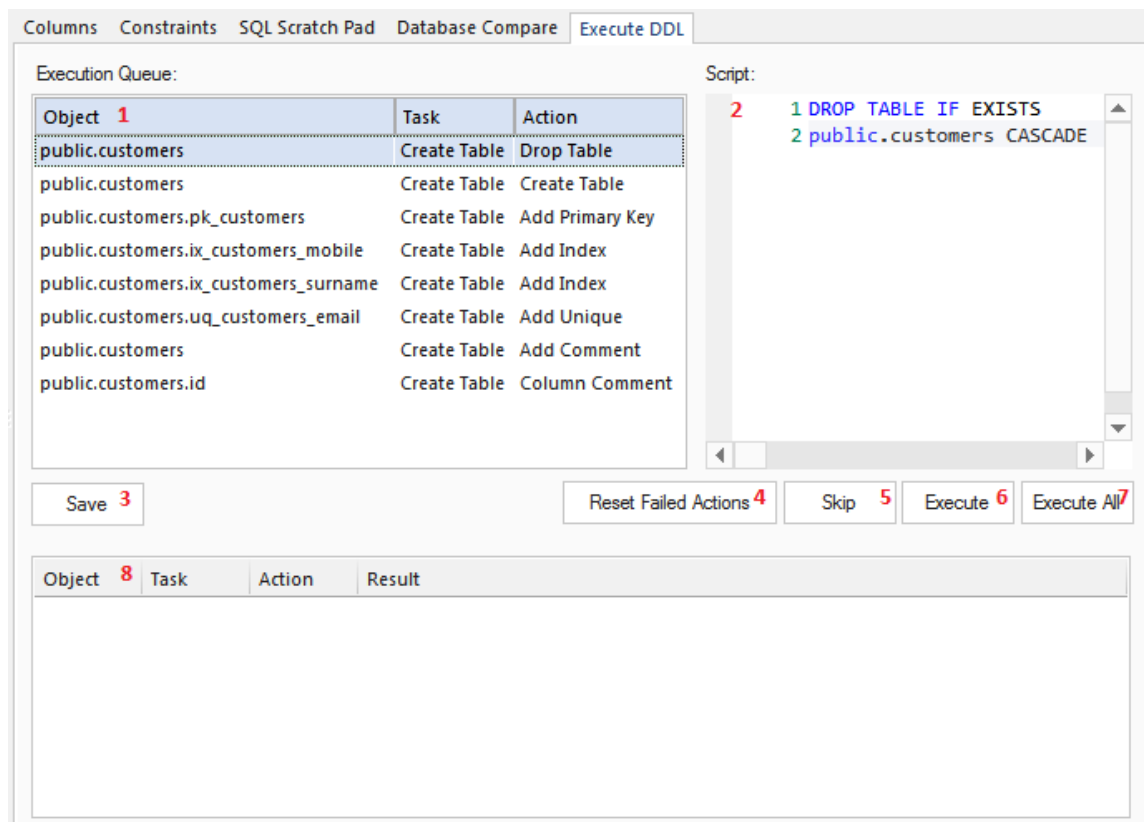 Columns Constraints SQL Scratch Pad Database Compare Execute DDL
Execution Queue: Script:
Object 1 Task Action
public.customers Create Table Drop Table
public.customers Create Table Create Table
public.customers.pk_customers Create Table Add Primary Key
public.customers.ix_customers_mobile Create Table Add Index
public.customers.ix_customers_surname Create Table Add Index
public.customers.uq_customers_email Create Table Add Unique
public.customers Create Table Add Comment
public.customers.id Create Table Column Comment
2 1 DROP TABLE IF EXISTS
2 public.customers CASCADE
Save 3 Reset Failed Actions 4 Skip 5 Execute 6 Execute All 7
Object 8 Task Action Result